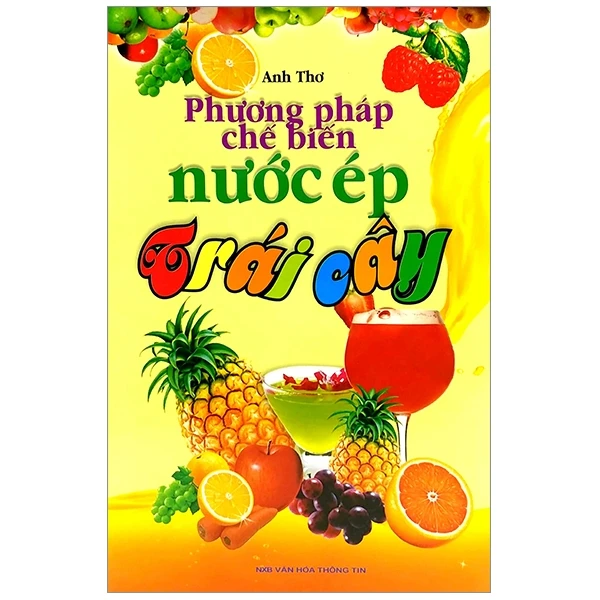 Anh Thơ
Phương pháp
chế biến
nước ép
Trái cây
NXB VĂN HÓA THÔNG TIN